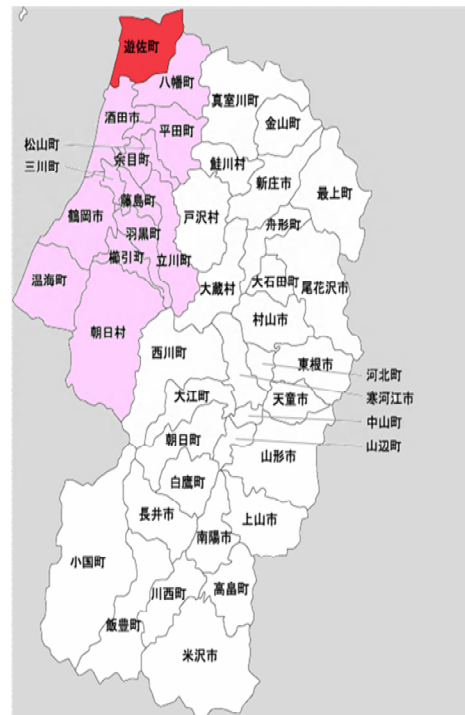 遊佐町
八幡町
真室川町
酒田市
金山町
平田町
松山町
余目町
三川町
鮭川村
新庄市
最上町
藤島町
鶴岡市
戸沢村
舟形町
羽黒町
櫛引町
立川町
温海町
大蔵村
大石田町
尾花沢市
朝日村
村山市
西川町
東根市
河北町
大江町
天童市
寒河江市
中山町
朝日町
山形市
山辺町
白鷹町
長井市
上山市
南陽市
小国町
川西町
高畠町
飯豊町
米沢市